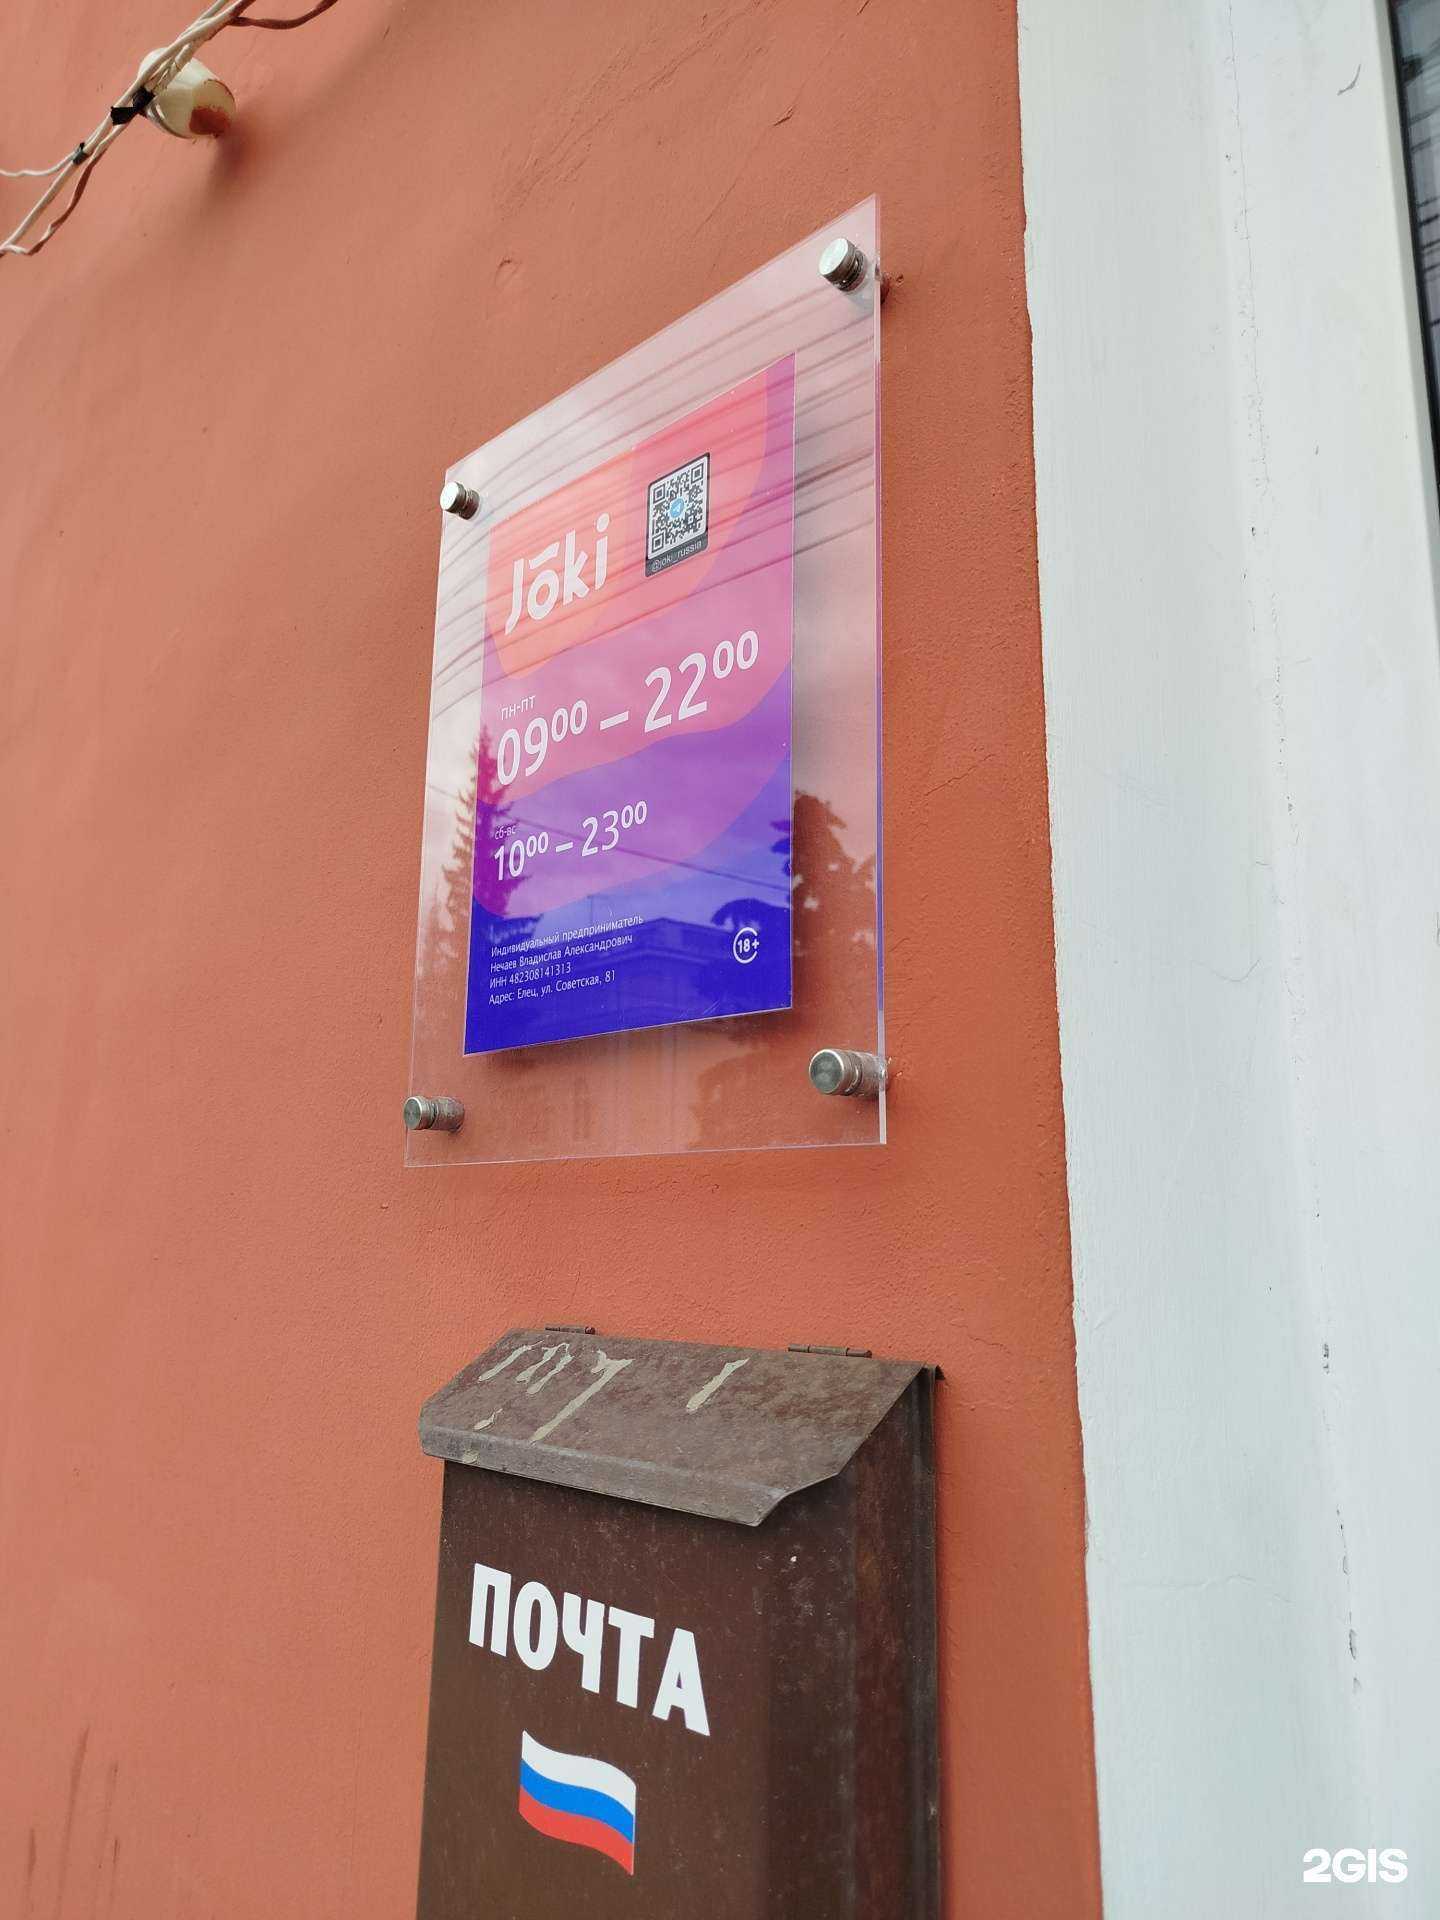 Jōki
@joki_russia
пн-пт
09⁰⁰ – 22⁰⁰
сб-вс
10⁰⁰ – 23⁰⁰
Индивидуальный предприниматель
Нечаев Владислав Александрович
ИНН 482308141313
Адрес: Елец, ул. Советская, 81
18+
ПОЧТА
2GIS